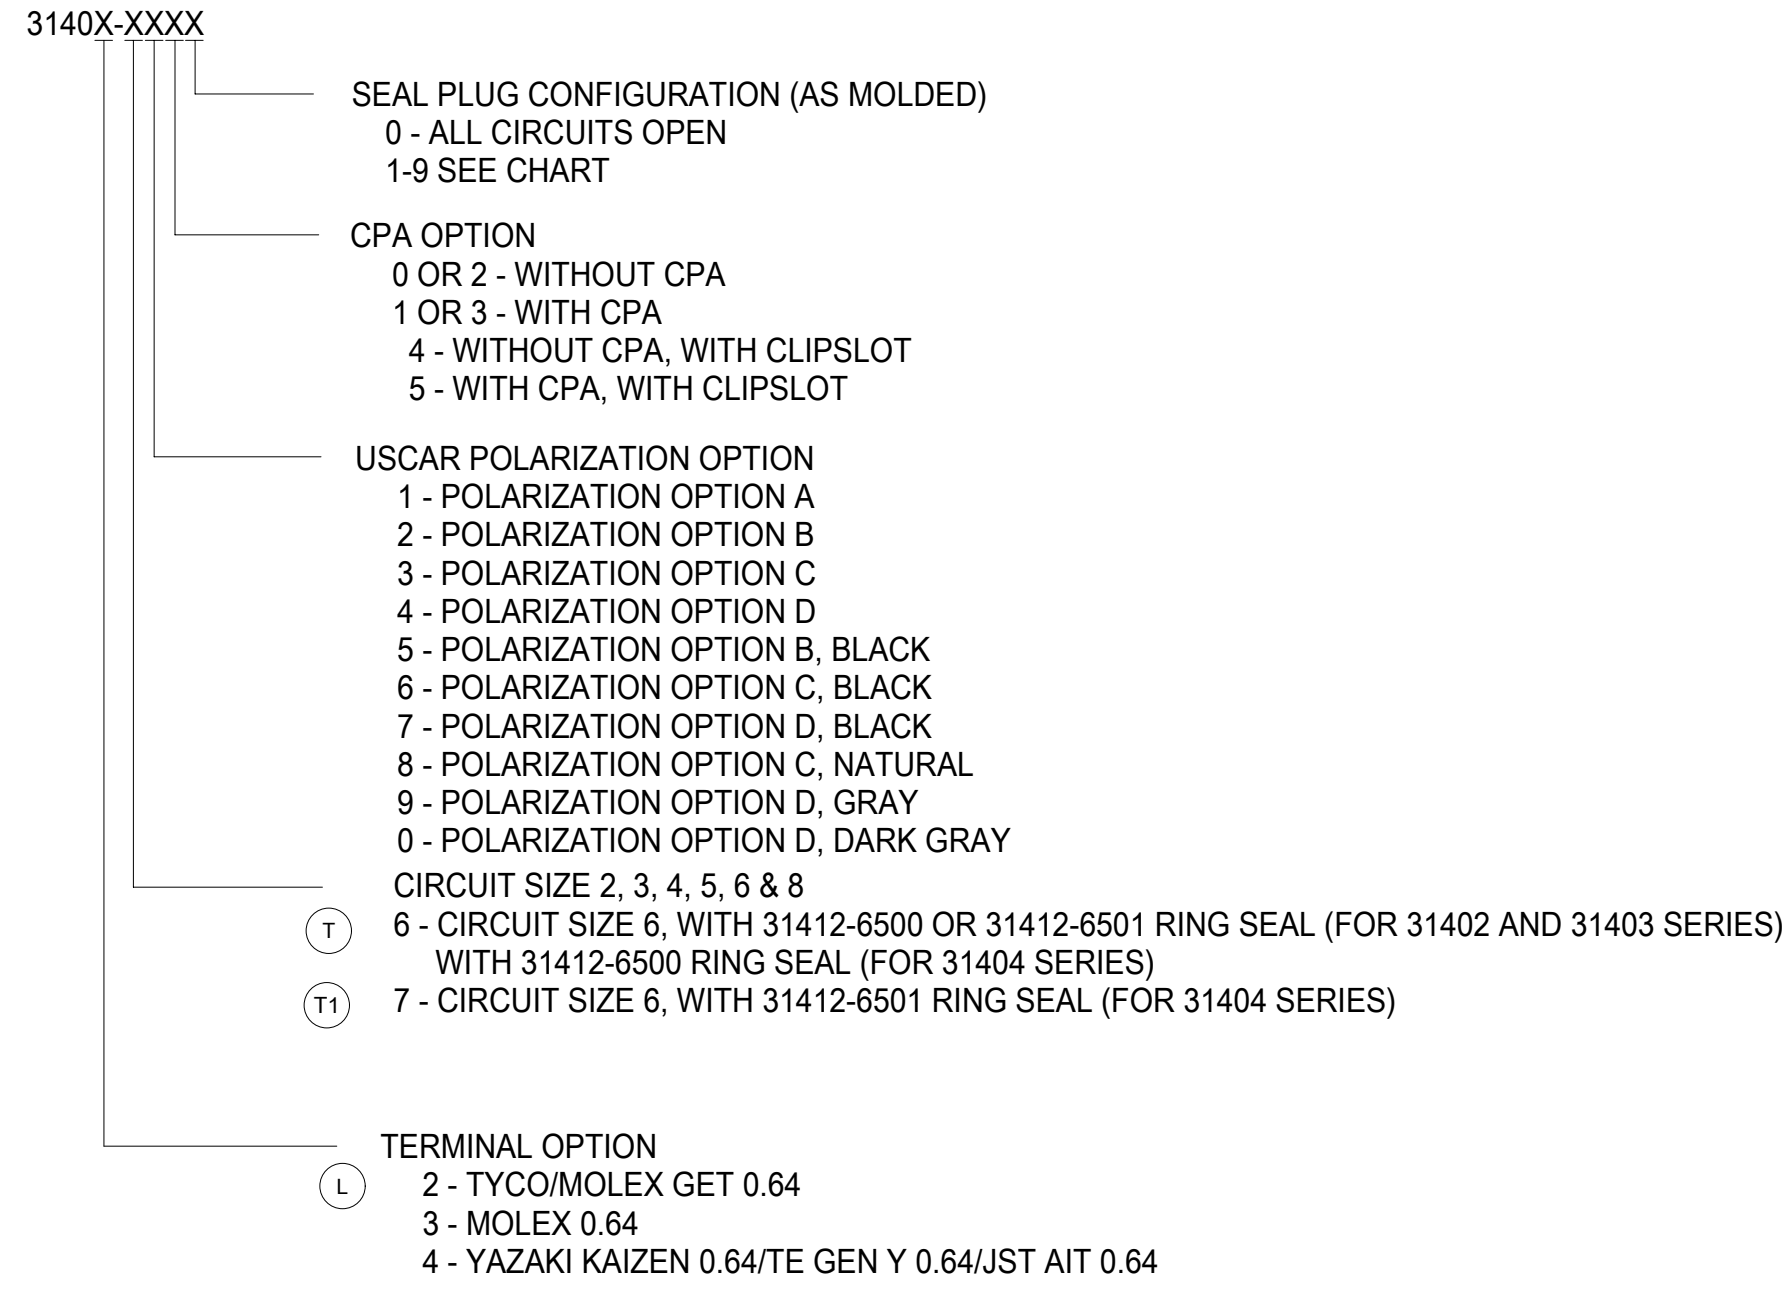 3140X-XXXX
SEAL PLUG CONFIGURATION (AS MOLDED)
0 - ALL CIRCUITS OPEN
1-9 SEE CHART
CPA OPTION
0 OR 2 - WITHOUT CPA
1 OR 3 - WITH CPA
4 - WITHOUT CPA, WITH CLIPSLOT
5 - WITH CPA, WITH CLIPSLOT
USCAR POLARIZATION OPTION
1 - POLARIZATION OPTION A
2 - POLARIZATION OPTION B
3 - POLARIZATION OPTION C
4 - POLARIZATION OPTION D
5 - POLARIZATION OPTION B, BLACK
6 - POLARIZATION OPTION C, BLACK
7 - POLARIZATION OPTION D, BLACK
8 - POLARIZATION OPTION C, NATURAL
9 - POLARIZATION OPTION D, GRAY
0 - POLARIZATION OPTION D, DARK GRAY
CIRCUIT SIZE 2, 3, 4, 5, 6 & 8
T 6 - CIRCUIT SIZE 6, WITH 31412-6500 OR 31412-6501 RING SEAL (FOR 31402 AND 31403 SERIES)
WITH 31412-6500 RING SEAL (FOR 31404 SERIES)
T1 7 - CIRCUIT SIZE 6, WITH 31412-6501 RING SEAL (FOR 31404 SERIES)
TERMINAL OPTION
L 2 - TYCO/MOLEX GET 0.64
3 - MOLEX 0.64
4 - YAZAKI KAIZEN 0.64/TE GEN Y 0.64/JST AIT 0.64